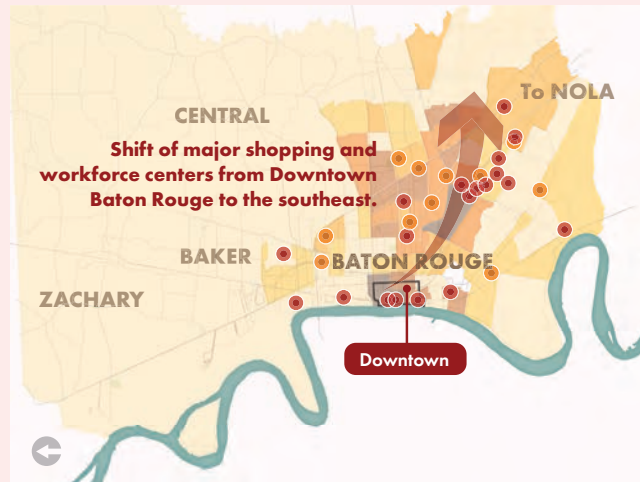 To NOLA
CENTRAL
Shift of major shopping and
workforce centers from Downtown
Baton Rouge to the southeast.
BAKER
BATON ROUGE
ZACHARY
Downtown